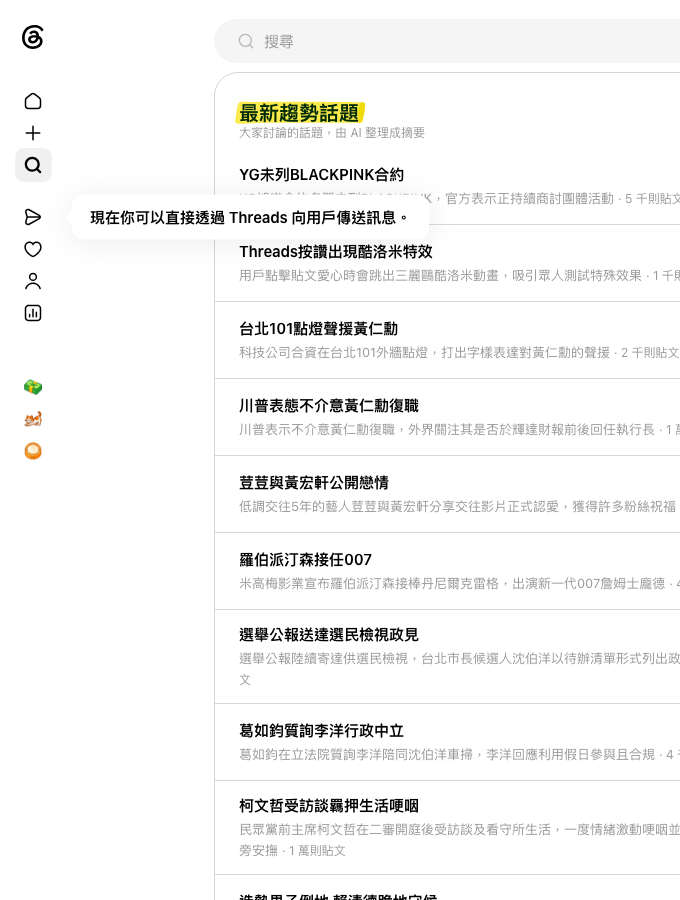 搜尋
最新趨勢話題
大家討論的話題，由 AI 整理成摘要
YG未列BLACKPINK合約
，官方表示正持續商討團體活動 · 5 千則貼文
現在你可以直接透過 Threads 向用戶傳送訊息。
Threads按讚出現酷洛米特效
用戶點擊貼文愛心時會跳出三麗鷗酷洛米動畫，吸引眾人測試特殊效果 · 1 千
台北101點燈聲援黃仁勳
科技公司合資在台北101外牆點燈，打出字樣表達對黃仁勳的聲援 · 2 千則貼文
川普表態不介意黃仁勳復職
川普表示不介意黃仁勳復職，外界關注其是否於輝達財報前後回任執行長 · 1
荳荳與黃宏軒公開戀情
低調交往5年的藝人荳荳與黃宏軒分享交往影片正式認愛，獲得許多粉絲祝福
羅伯派汀森接任007
米高梅影業宣布羅伯派汀森接棒丹尼爾克雷格，出演新一代007詹姆士龐德 · 4
選舉公報送達選民檢視政見
選舉公報陸續寄達供選民檢視，台北市長候選人沈伯洋以待辦清單形式列出政
文
葛如鈞質詢李洋行政中立
葛如鈞在立法院質詢李洋陪同沈伯洋車掃，李洋回應利用假日參與且合規 · 4
柯文哲受訪談羈押生活哽咽
民眾黨前主席柯文哲在二審開庭後受訪談及看守所生活，一度情緒激動哽咽並
旁安撫 · 1 萬則貼文